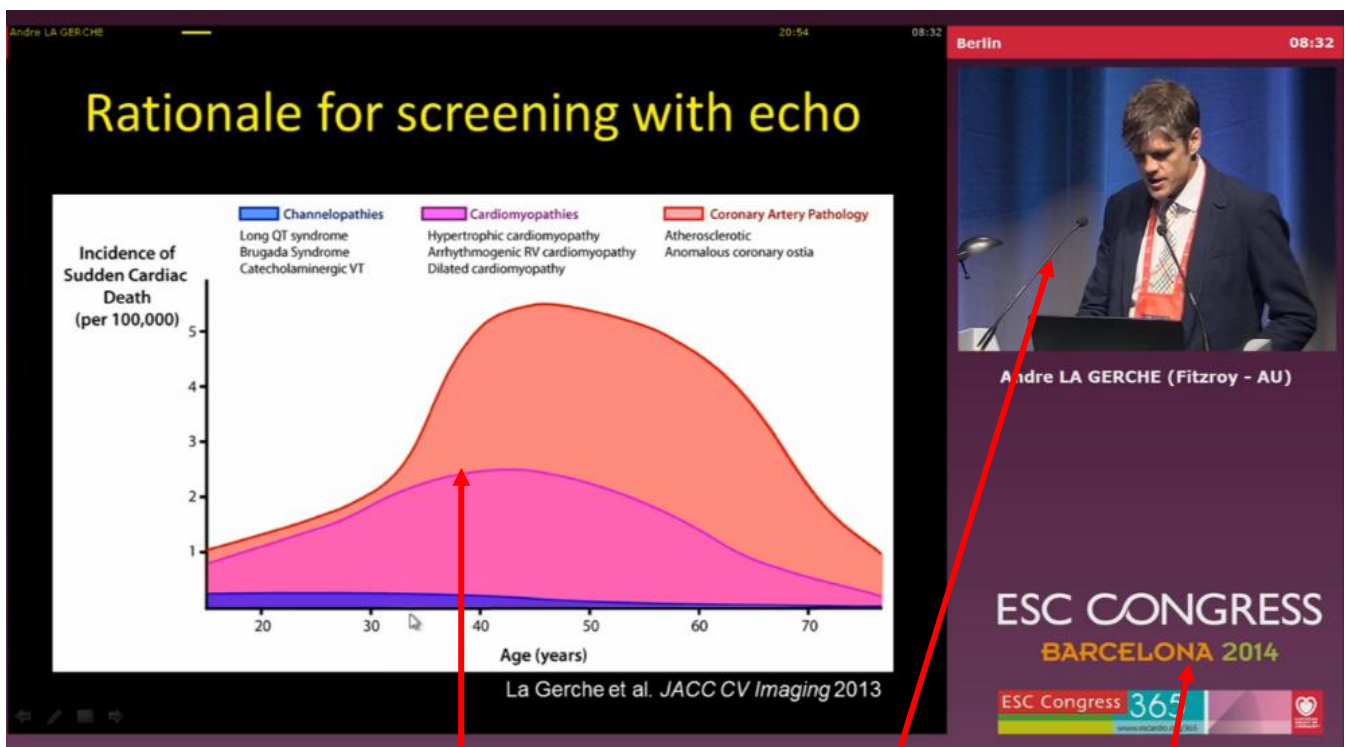 Andre LA GERCHE
20:54
08:32
Rationale for screening with echo
Incidence of
Sudden Cardiac
Death
(per 100,000)
Channelopathies
Long QT syndrome
Brugada Syndrome
Catecholaminergic VT
Cardiomyopathies
Hypertrophic cardiomyopathy
Arrhythmogenic RV cardiomyopathy
Dilated cardiomyopathy
Coronary Artery Pathology
Atherosclerotic
Anomalous coronary ostia
5
4
3
2
1
20 30 40 50 60 70
Age (years)
La Gerche et al. JACC CV Imaging 2013
Berlin 08:32
Andre LA GERCHE (Fitzroy - AU)
ESC CONGRESS
BARCELONA 2014
ESC Congress 365